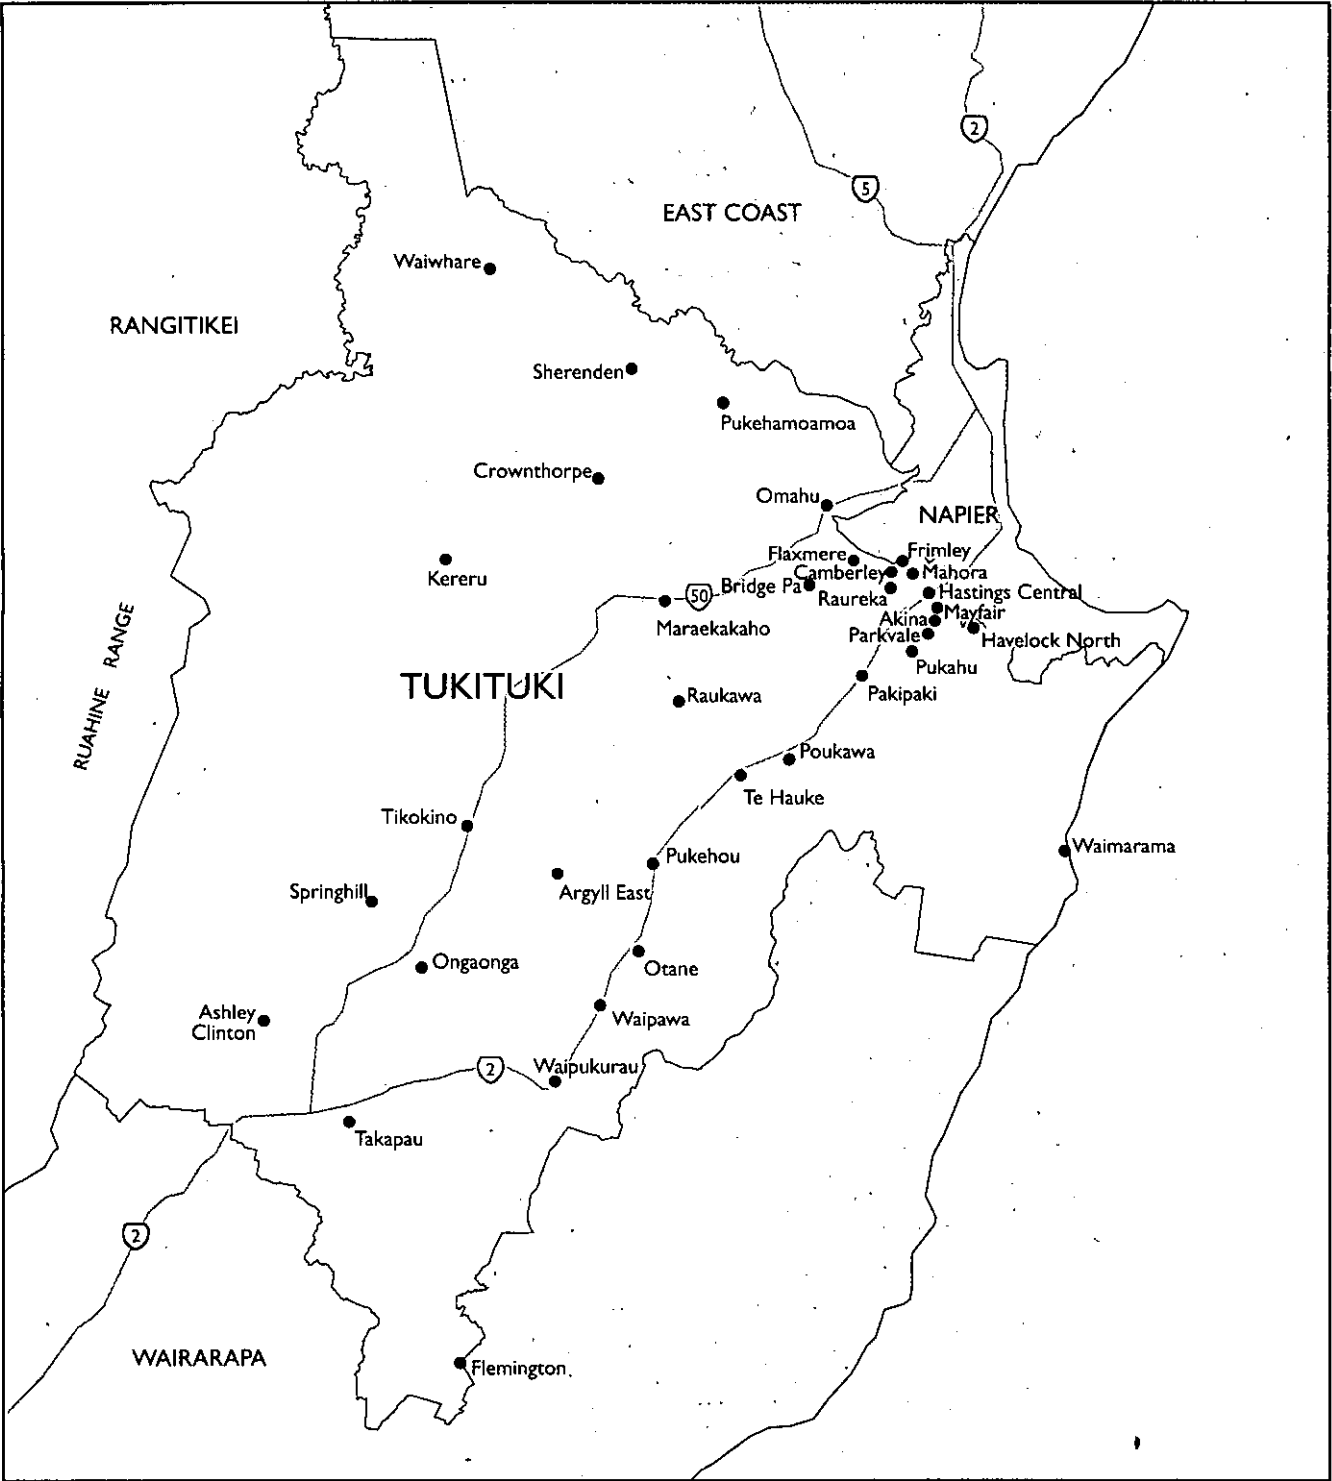 2
5
EAST COAST
Waiwhare
RANGITIKEI
Sherenden
Pukehamoamoa
Crownthorpe
Omahu
NAPIER
Flaxmere
Frimley
Kereru
Camberley
Mahora
Bridge Pa
Raureka
50
Hastings Central
Mayfair
Maraekakaho
Akina
Parkvale
Havelock North
Pukahu
RUAHINE RANGE
TUKITUKI
Raukawa
Pakipaki
Poukawa
Te Hauke
Tikokino
Pukehou
Waimarama
Springhill
Argyll East
Ongaonga
Otane
Ashley
Clinton
Waipawa
2
Waipukurau
Takapau
2
WAIRARAPA
Flemington